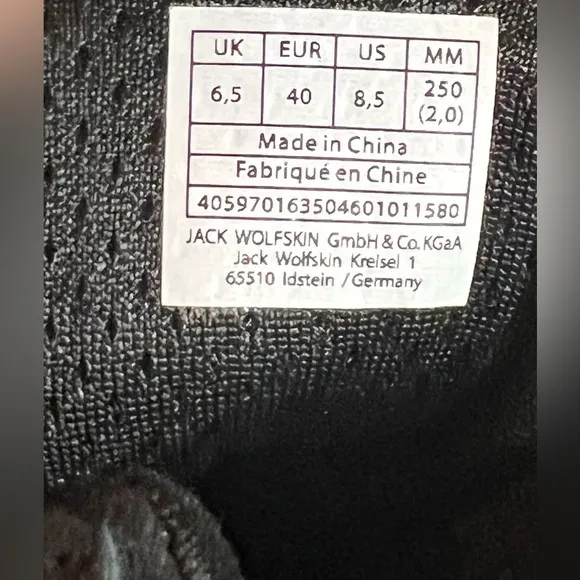 UK EUR US MM
6,5 40 8,5 250 (2,0)
Made in China
Fabriqué en Chine
405970163504601011580
JACK WOLFSKIN GmbH & Co. KGaA
Jack Wolfskin Kreisel 1
65510 Idstein / Germany